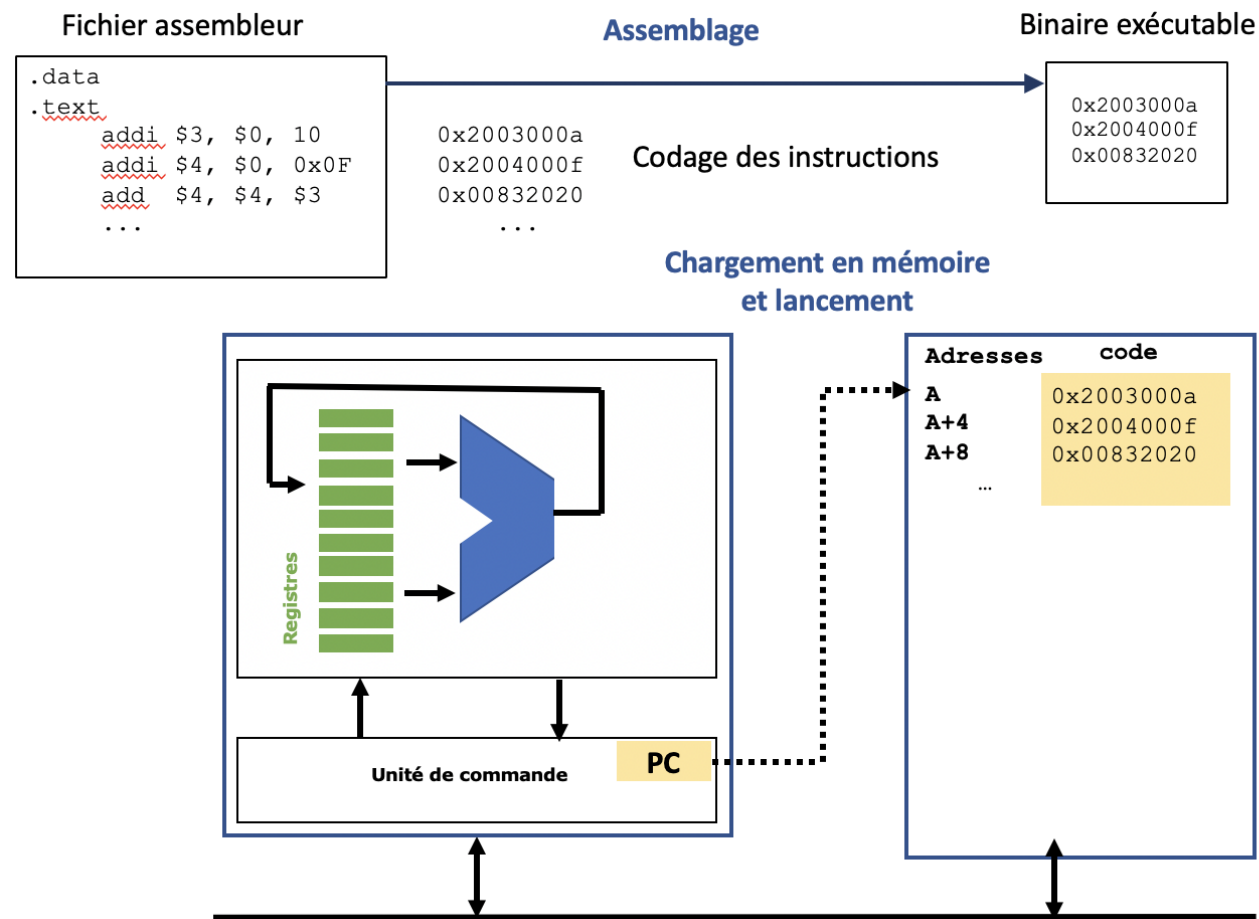 Fichier assembleur
Assemblage
Binaire exécutable
.data
.text
addi $3, $0, 10
addi $4, $0, 0x0F
add $4, $4, $3
...
0x2003000a
0x2004000f
0x00832020
...
Codage des instructions
0x2003000a
0x2004000f
0x00832020
Chargement en mémoire
et lancement
Registres
Unité de commande
PC
Adresses code
A 0x2003000a
A+4 0x2004000f
A+8 0x00832020
…